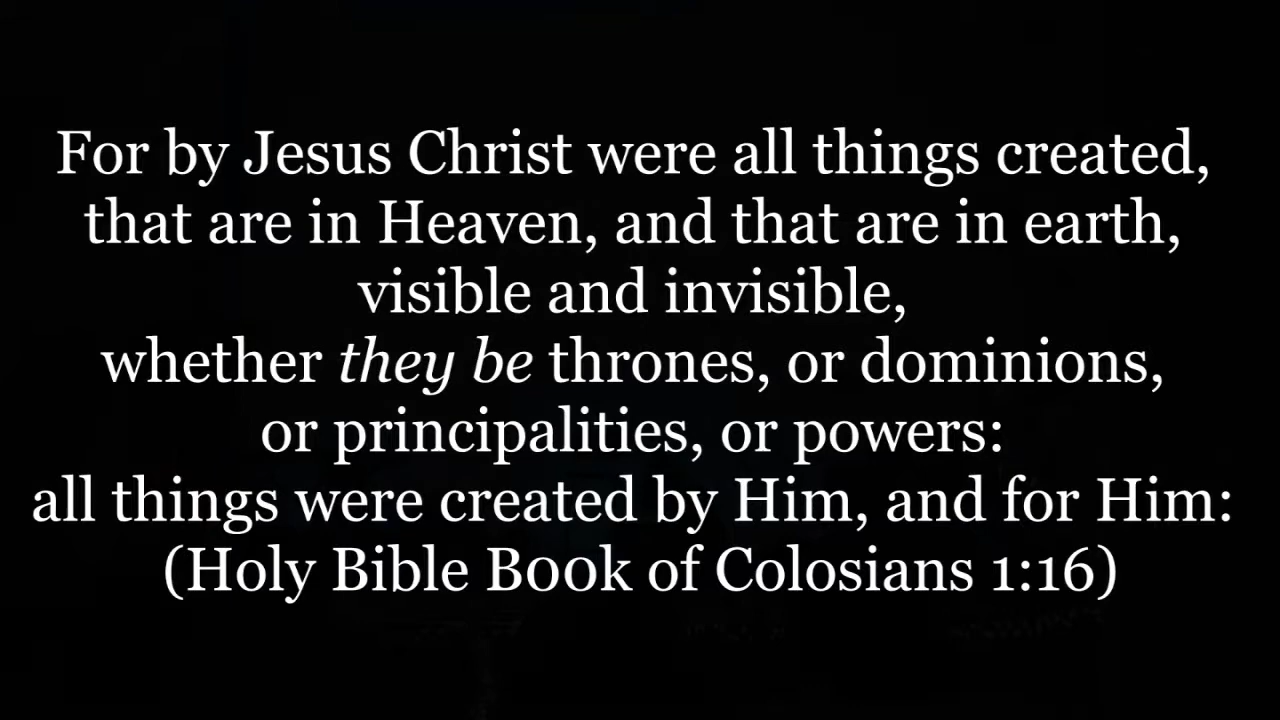 For by Jesus Christ were all things created,
that are in Heaven, and that are in earth,
visible and invisible,
whether they be thrones, or dominions,
or principalities, or powers:
all things were created by Him, and for Him:
(Holy Bible B00k of Colosians 1:16)